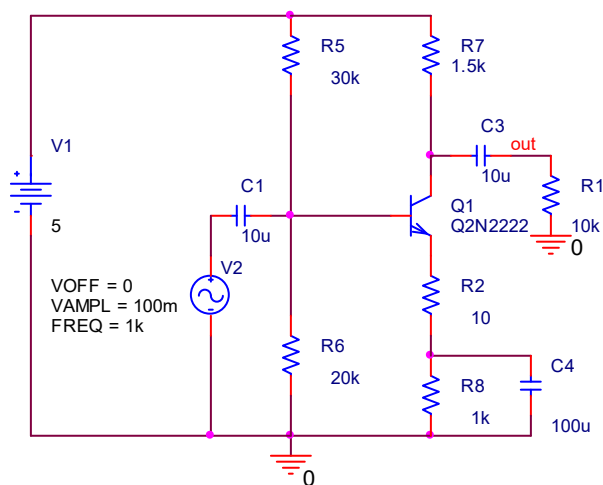 R5
30k
R7
1.5k
V1
+
-
5
C1
10u
C3
10u
out
R1
10k
0
Q1
Q2N2222
V2
+
-
VOFF = 0
VAMPL = 100m
FREQ = 1k
R2
10
R6
20k
R8
1k
C4
100u
0